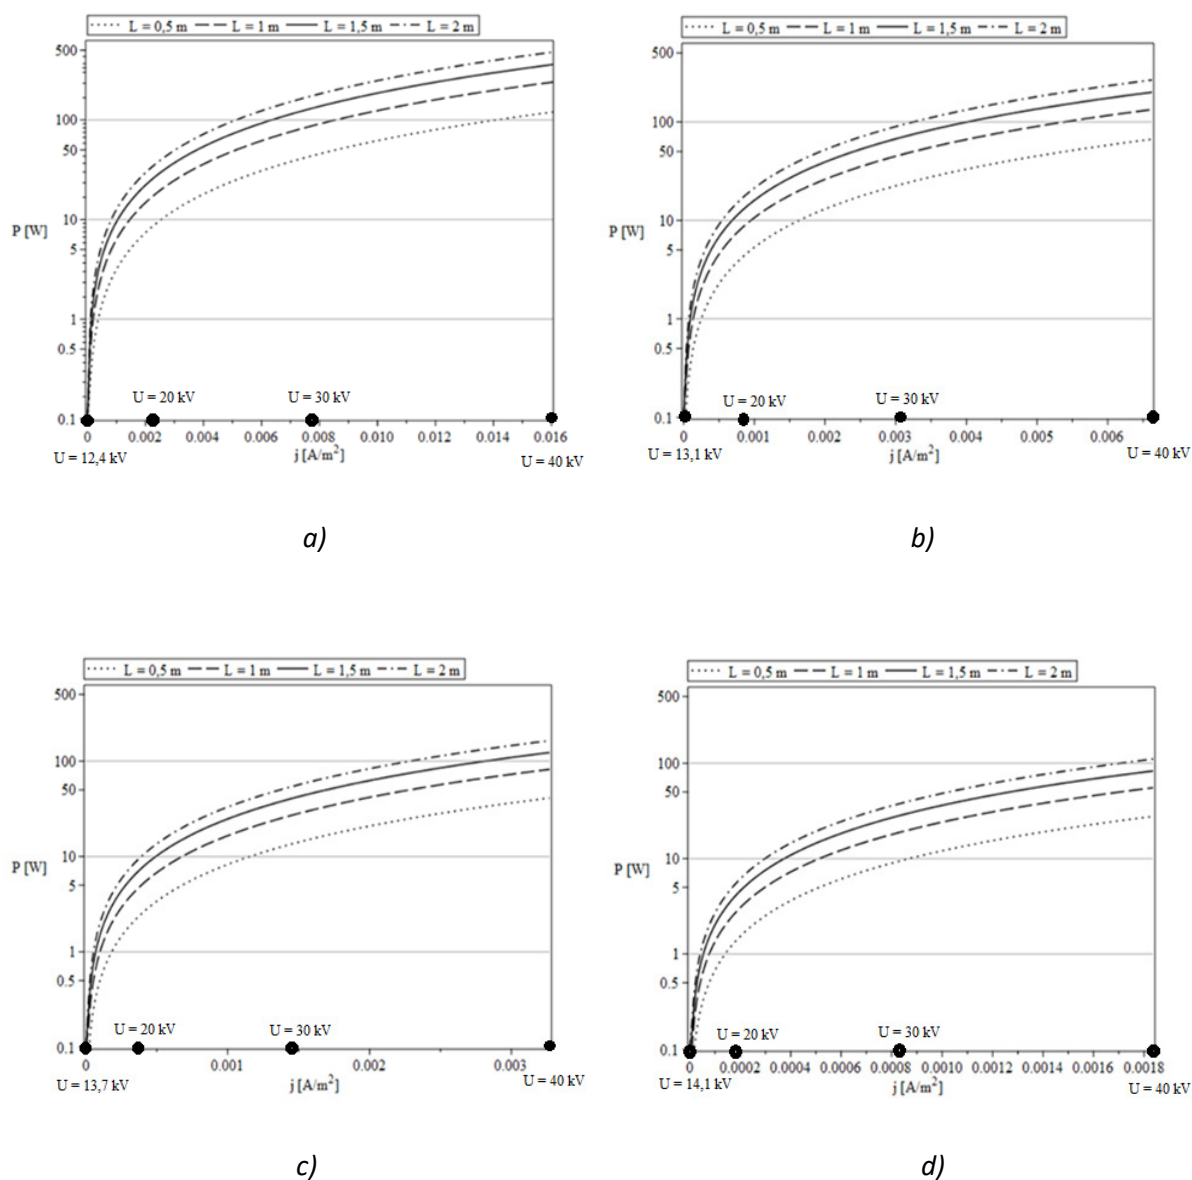 L = 0,5 m L = 1 m L = 1,5 m L = 2 m
500
100
50
P [W]
10
5
1
0.5
0.1
U = 20 kV U = 30 kV
0 0.002 0.004 0.006 0.008 0.010 0.012 0.014 0.016
U = 12,4 kV j [A/m²] U = 40 kV
a)
L = 0,5 m L = 1 m L = 1,5 m L = 2 m
500
100
50
P [W]
10
5
1
0.5
0.1
U = 20 kV U = 30 kV
0 0.001 0.002 0.003 0.004 0.005 0.006
U = 13,1 kV j [A/m²] U = 40 kV
b)
L = 0,5 m L = 1 m L = 1,5 m L = 2 m
500
100
50
P [W]
10
5
1
0.5
0.1
U = 20 kV U = 30 kV
0 0.001 0.002 0.003
U = 13,7 kV j [A/m²] U = 40 kV
c)
L = 0,5 m L = 1 m L = 1,5 m L = 2 m
500
100
50
P [W]
10
5
1
0.5
0.1
U = 20 kV U = 30 kV
0 0.0002 0.0004 0.0006 0.0008 0.0010 0.0012 0.0014 0.0016 0.0018
U = 14,1 kV j [A/m²] U = 40 kV
d)